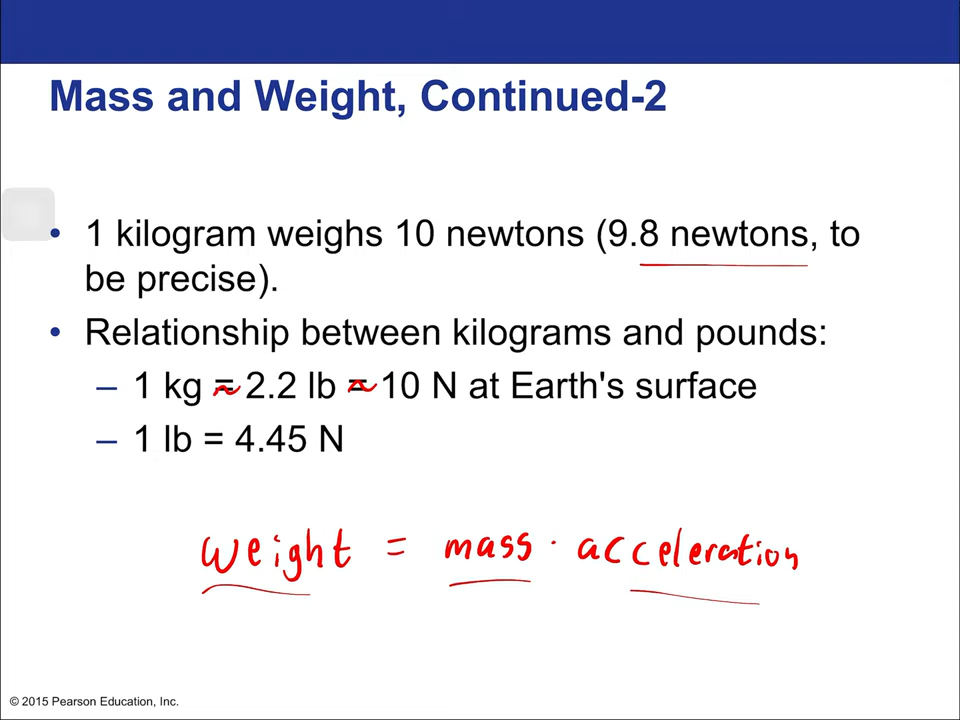 Mass and Weight, Continued-2
• 1 kilogram weighs 10 newtons (9.8 newtons, to
be precise).
• Relationship between kilograms and pounds:
– 1 kg ≈ 2.2 lb ≈ 10 N at Earth's surface
– 1 lb = 4.45 N
weight = mass · acceleration
© 2015 Pearson Education, Inc.